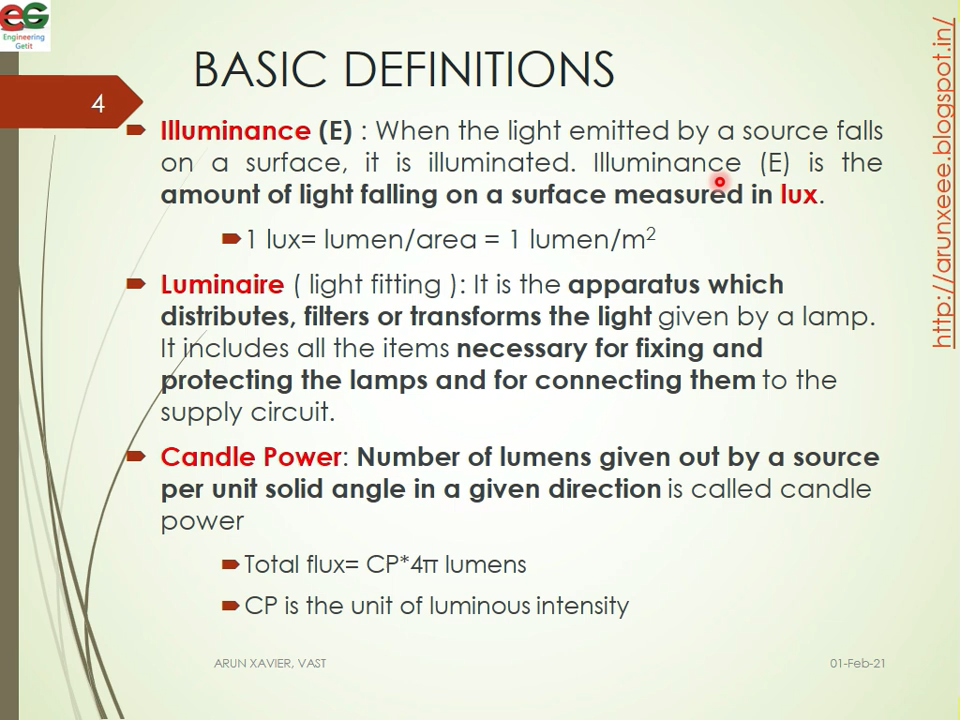 EG
Engineering
Getit
BASIC DEFINITIONS
4
Illuminance (E) : When the light emitted by a source falls
on a surface, it is illuminated. Illuminance (E) is the
amount of light falling on a surface measured in lux.
1 lux= lumen/area = 1 lumen/m²
Luminaire ( light fitting ): It is the apparatus which
distributes, filters or transforms the light given by a lamp.
It includes all the items necessary for fixing and
protecting the lamps and for connecting them to the
supply circuit.
Candle Power: Number of lumens given out by a source
per unit solid angle in a given direction is called candle
power
Total flux= CP*4π lumens
CP is the unit of luminous intensity
ARUN XAVIER, VAST
01-Feb-21
http://arunxeee.blogspot.in/